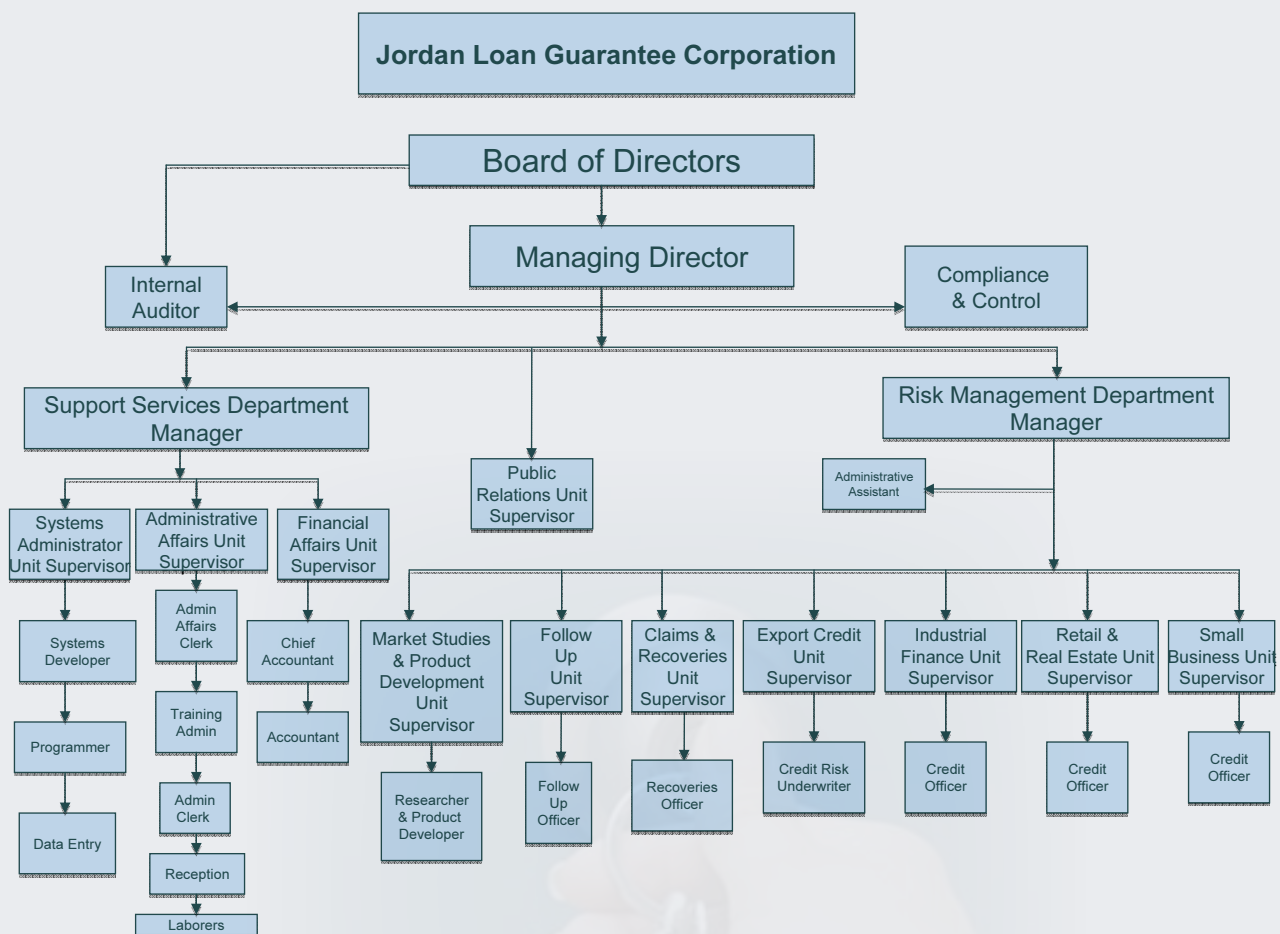 Jordan Loan Guarantee Corporation
Board of Directors
Managing Director
Internal
Auditor
Compliance
& Control
Support Services Department
Manager
Risk Management Department
Manager
Public
Relations Unit
Supervisor
Administrative
Assistant
Systems
Administrator
Unit Supervisor
Administrative
Affairs Unit
Supervisor
Financial
Affairs Unit
Supervisor
Systems
Developer
Programmer
Data Entry
Admin
Affairs
Clerk
Training
Admin
Admin
Clerk
Reception
Laborers
Chief
Accountant
Accountant
Market Studies
& Product
Development
Unit
Supervisor
Researcher
& Product
Developer
Follow
Up
Unit
Supervisor
Follow
Up
Officer
Claims &
Recoveries
Unit
Supervisor
Recoveries
Officer
Export Credit
Unit
Supervisor
Credit Risk
Underwriter
Industrial
Finance Unit
Supervisor
Credit
Officer
Retail &
Real Estate Unit
Supervisor
Credit
Officer
Small
Business Unit
Supervisor
Credit
Officer